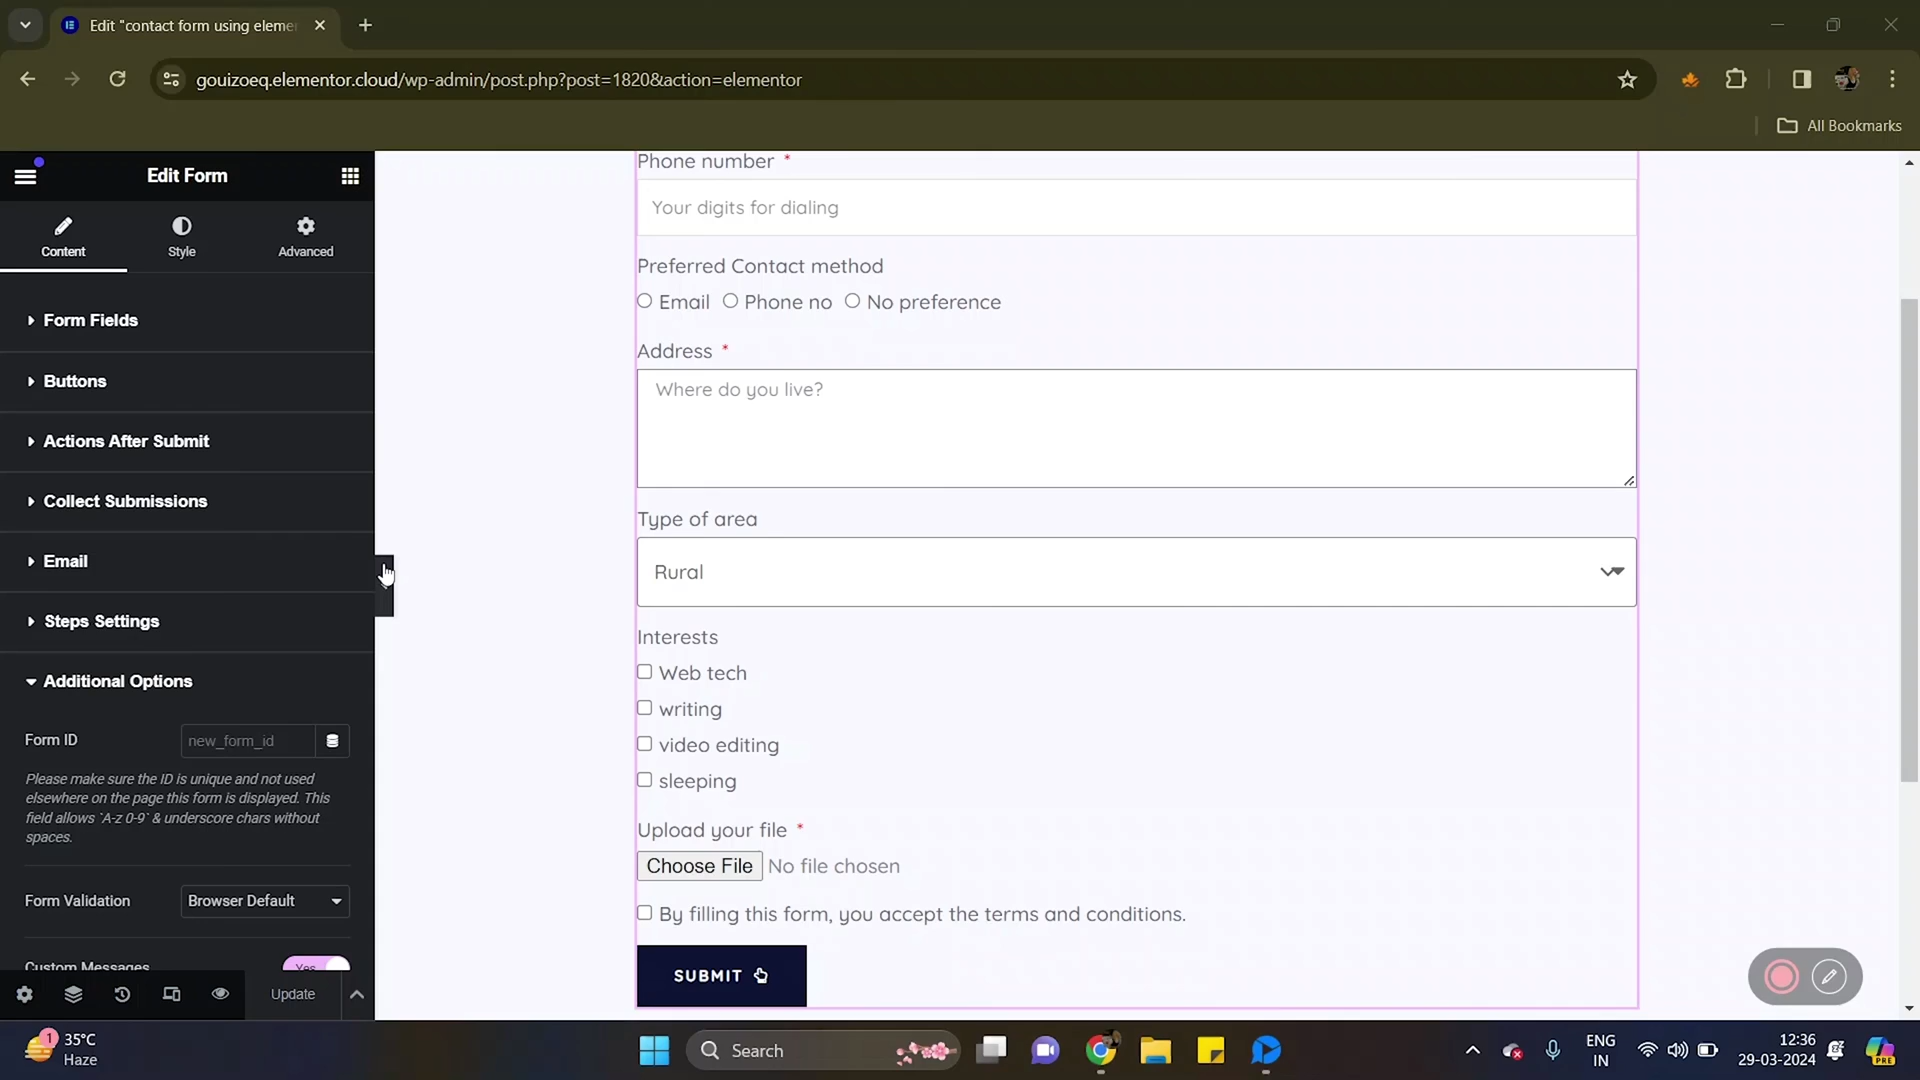 Edit "contact form using eleme
gouizoeq.elementor.cloud/wp-admin/post.php?post=1820&action=elementor
All Bookmarks
Edit Form
Content
Style
Advanced
Form Fields
Buttons
Actions After Submit
Collect Submissions
Email
Steps Settings
Additional Options
Form ID
new_form_id
Please make sure the ID is unique and not used
elsewhere on the page this form is displayed. This
field allows `A-z 0-9` & underscore chars without
spaces.
Form Validation
Browser Default
Custom Messages
Yes
Update
Phone number *
Your digits for dialing
Preferred Contact method
Email Phone no No preference
Address *
Where do you live?
Type of area
Rural
Interests
Web tech
writing
video editing
sleeping
Upload your file *
Choose File No file chosen
By filling this form, you accept the terms and conditions.
SUBMIT
1
35°C
Haze
Search
ENG
IN
12:36
29-03-2024
PRE